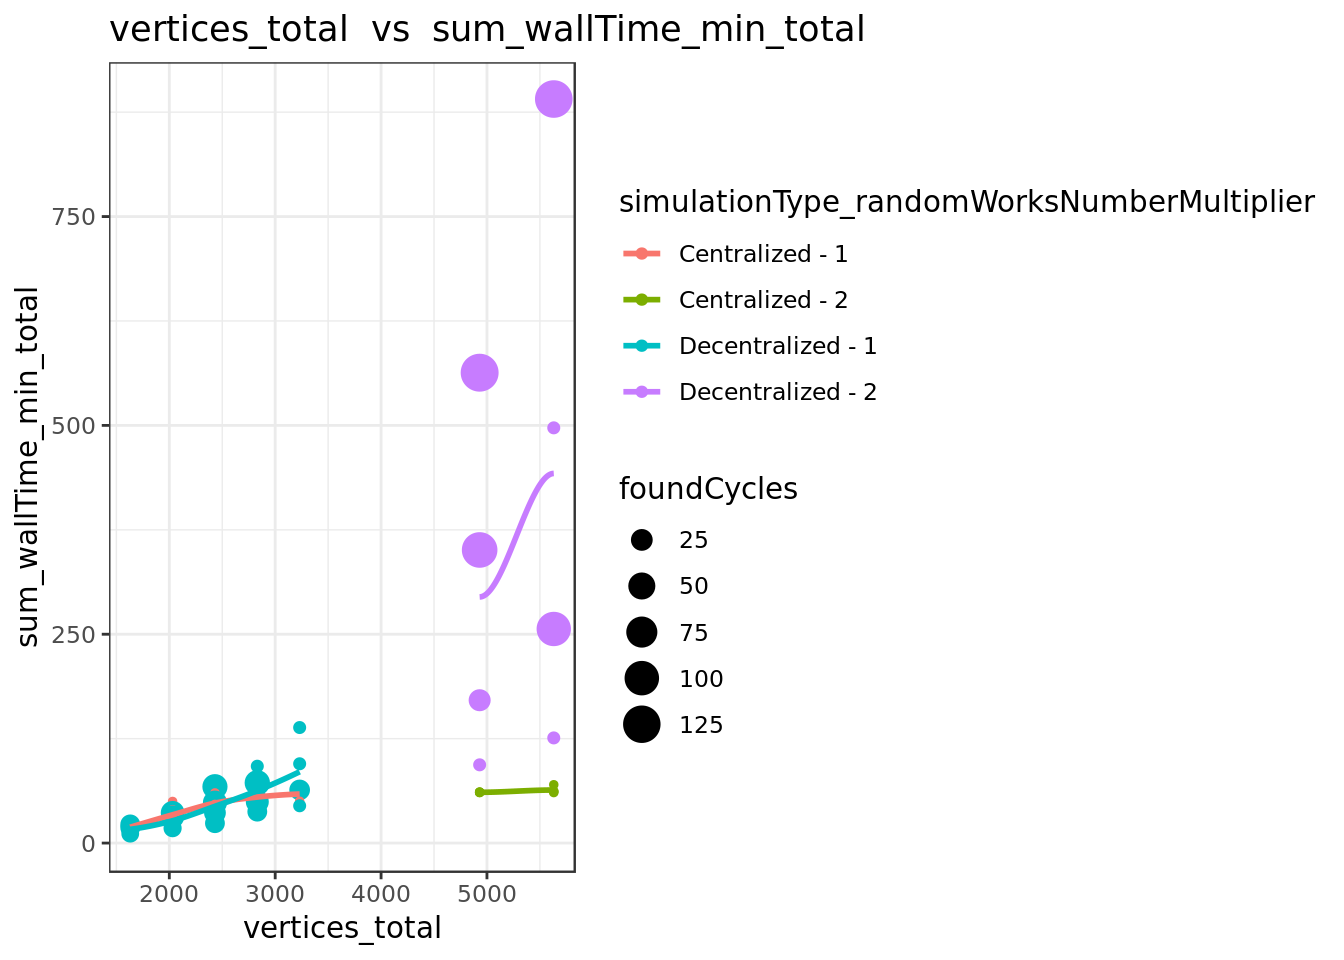 vertices_total vs sum_wallTime_min_total
sum_wallTime_min_total
750
500
250
0
2000 3000 4000 5000
vertices_total
simulationType_randomWorksNumberMultiplier
Centralized - 1
Centralized - 2
Decentralized - 1
Decentralized - 2
foundCycles
25
50
75
100
125